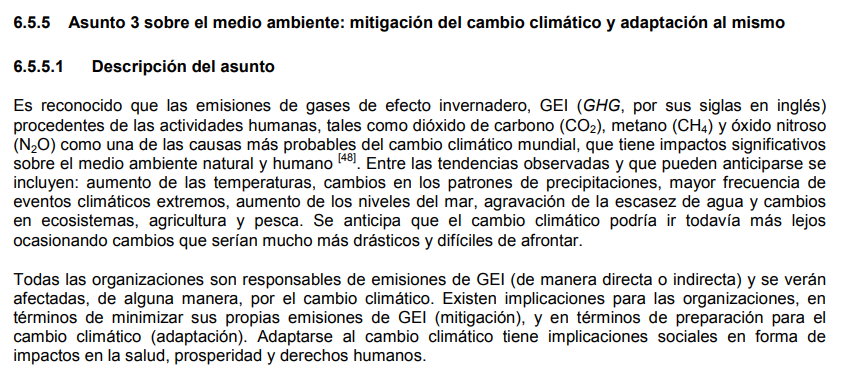 6.5.5 Asunto 3 sobre el medio ambiente: mitigación del cambio climático y adaptación al mismo
6.5.5.1 Descripción del asunto
Es reconocido que las emisiones de gases de efecto invernadero, GEI (GHG, por sus siglas en inglés)
procedentes de las actividades humanas, tales como dióxido de carbono (CO₂), metano (CH₄) y óxido nitroso
(N₂O) como una de las causas más probables del cambio climático mundial, que tiene impactos significativos
sobre el medio ambiente natural y humano [48]. Entre las tendencias observadas y que pueden anticiparse se
incluyen: aumento de las temperaturas, cambios en los patrones de precipitaciones, mayor frecuencia de
eventos climáticos extremos, aumento de los niveles del mar, agravación de la escasez de agua y cambios
en ecosistemas, agricultura y pesca. Se anticipa que el cambio climático podría ir todavía más lejos
ocasionando cambios que serían mucho más drásticos y difíciles de afrontar.
Todas las organizaciones son responsables de emisiones de GEI (de manera directa o indirecta) y se verán
afectadas, de alguna manera, por el cambio climático. Existen implicaciones para las organizaciones, en
términos de minimizar sus propias emisiones de GEI (mitigación), y en términos de preparación para el
cambio climático (adaptación). Adaptarse al cambio climático tiene implicaciones sociales en forma de
impactos en la salud, prosperidad y derechos humanos.